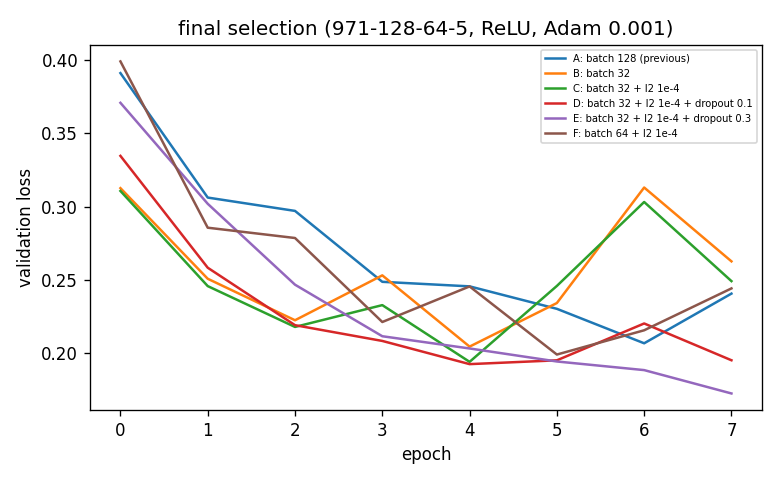 final selection (971-128-64-5, ReLU, Adam 0.001)
A: batch 128 (previous)
B: batch 32
C: batch 32 + l2 1e-4
D: batch 32 + l2 1e-4 + dropout 0.1
E: batch 32 + l2 1e-4 + dropout 0.3
F: batch 64 + l2 1e-4
validation loss
0.40
0.35
0.30
0.25
0.20
0 1 2 3 4 5 6 7
epoch